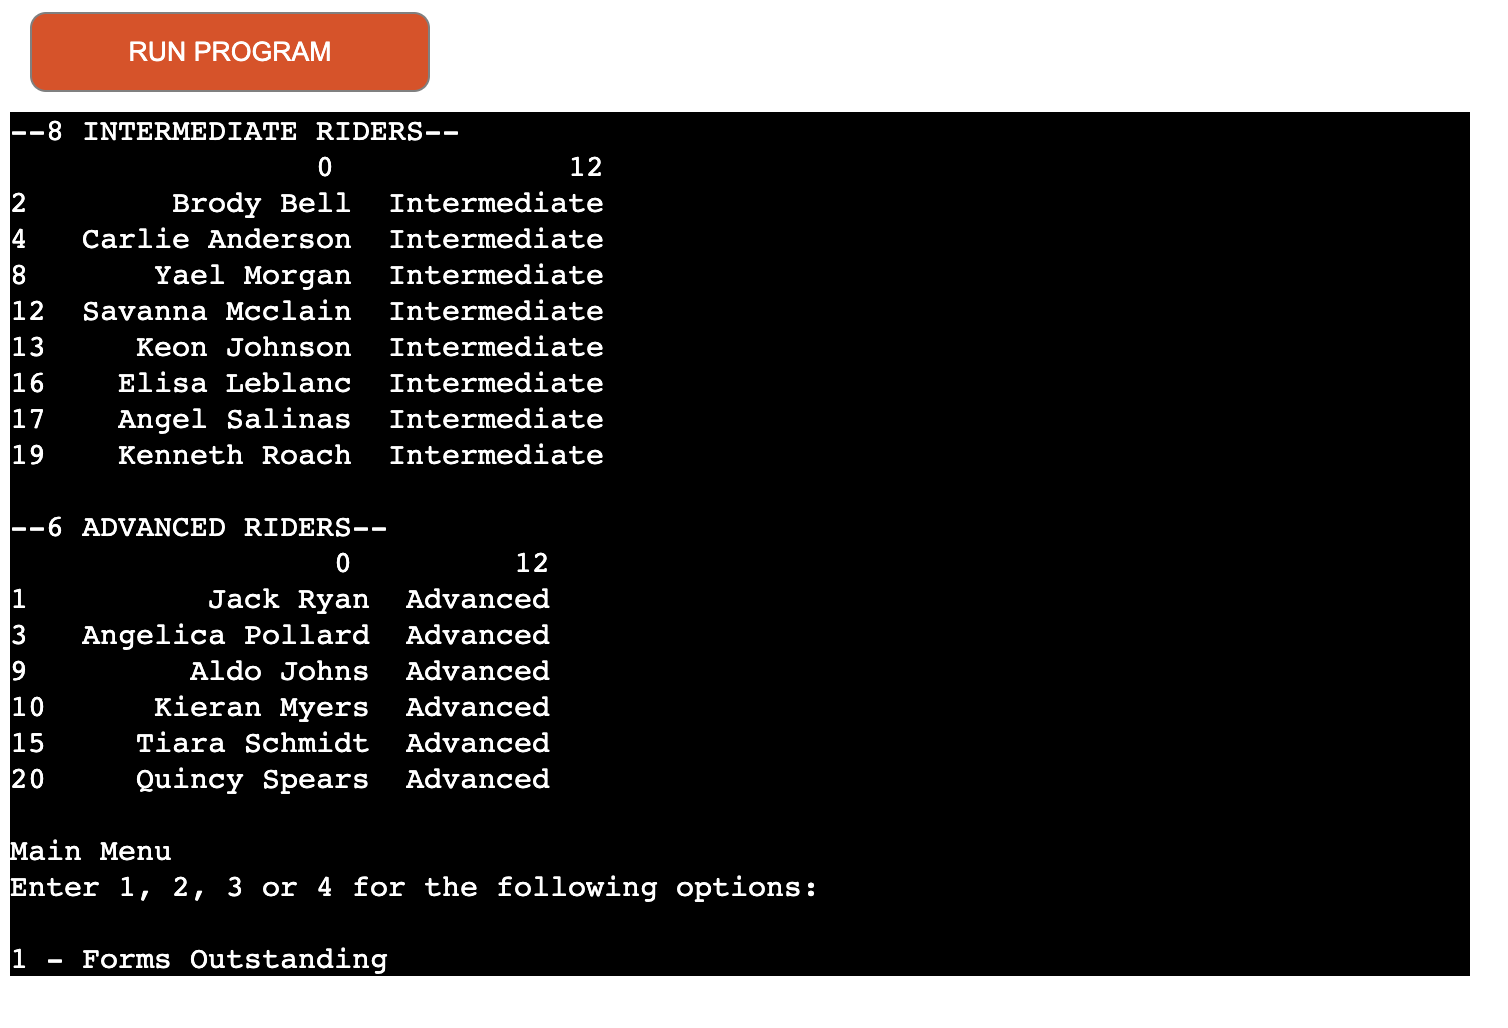 RUN PROGRAM
--8 INTERMEDIATE RIDERS--
                 0             12
2        Brody Bell  Intermediate
4   Carlie Anderson  Intermediate
8       Yael Morgan  Intermediate
12  Savanna Mcclain  Intermediate
13     Keon Johnson  Intermediate
16    Elisa Leblanc  Intermediate
17    Angel Salinas  Intermediate
19    Kenneth Roach  Intermediate
--6 ADVANCED RIDERS--
                  0         12
1          Jack Ryan  Advanced
3   Angelica Pollard  Advanced
9         Aldo Johns  Advanced
10      Kieran Myers  Advanced
15     Tiara Schmidt  Advanced
20     Quincy Spears  Advanced
Main Menu
Enter 1, 2, 3 or 4 for the following options:
1 - Forms Outstanding